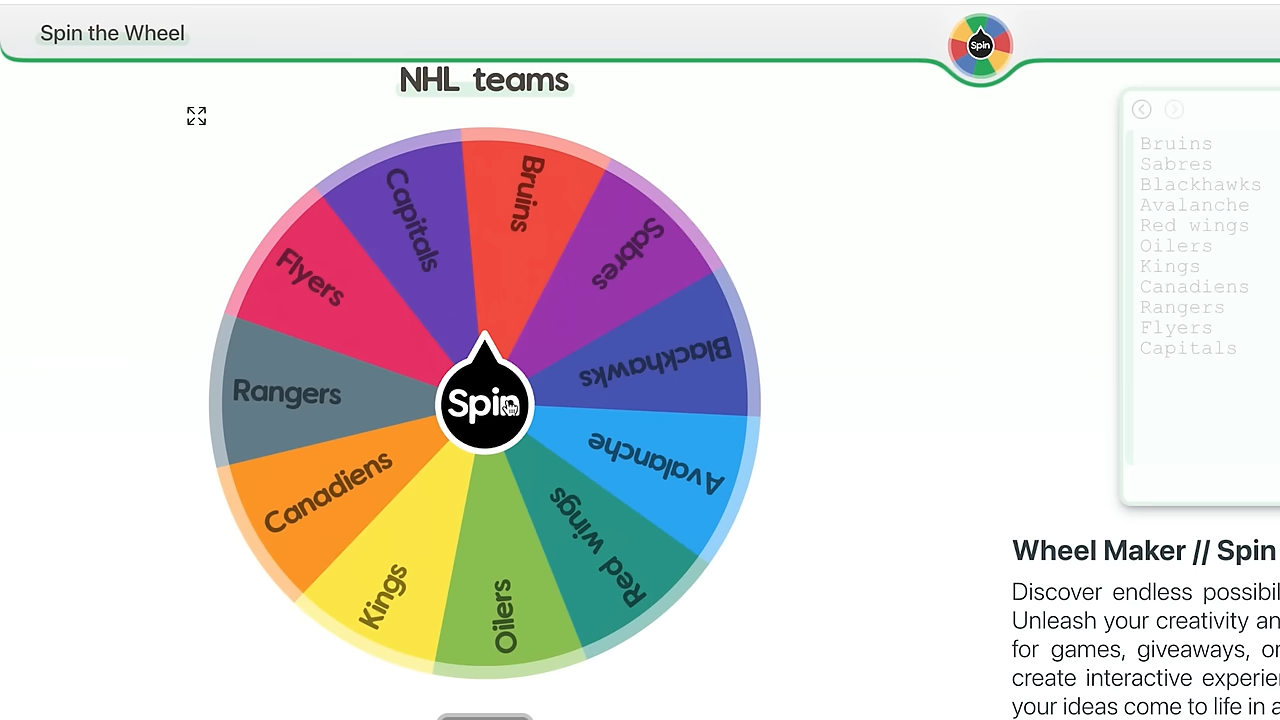 Spin the Wheel
Spin
NHL teams
Bruins
Sabres
Blackhawks
Avalanche
Red wings
Oilers
Kings
Canadiens
Rangers
Flyers
Capitals
Spin
Bruins
Sabres
Blackhawks
Avalanche
Red wings
Oilers
Kings
Canadiens
Rangers
Flyers
Capitals
Wheel Maker // Spin
Discover endless possibil
Unleash your creativity an
for games, giveaways, or
create interactive experie
your ideas come to life in a